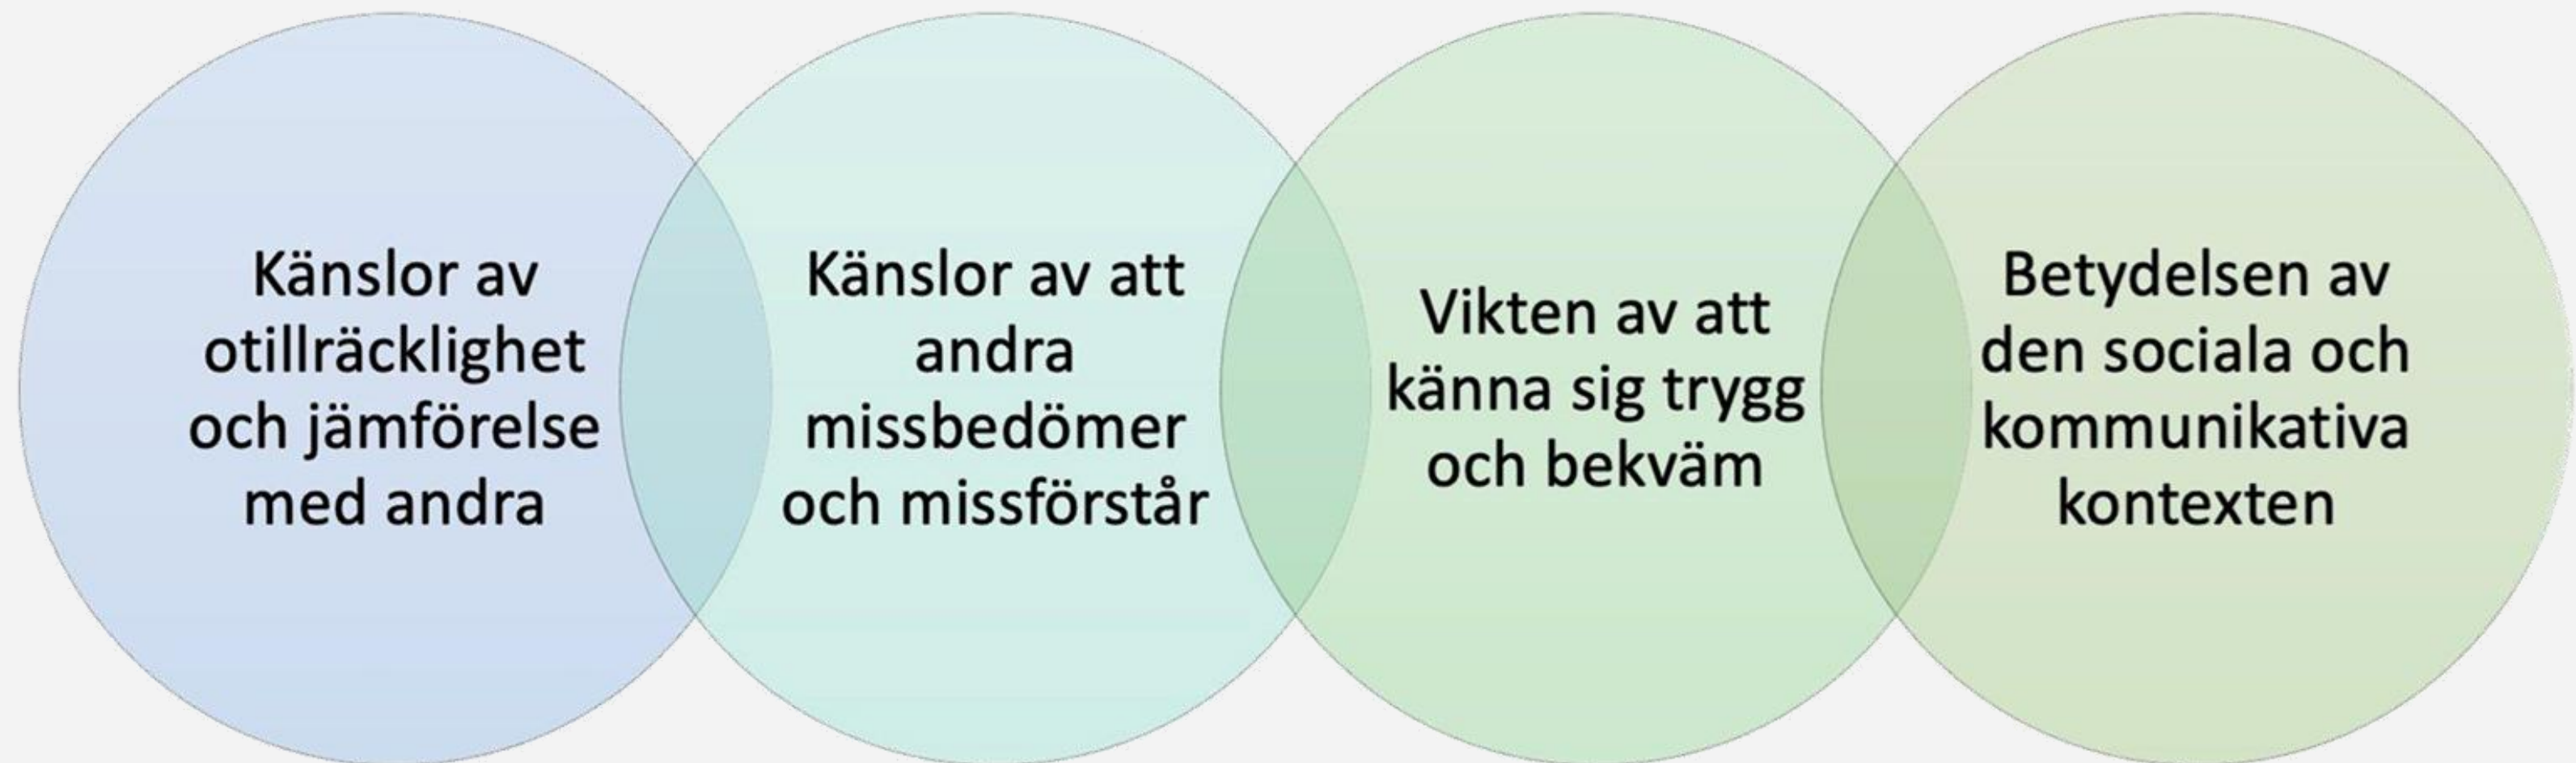 Känslor av
otillräcklighet
och jämförelse
med andra
Känslor av att
andra
missbedömer
och missförstår
Vikten av att
känna sig trygg
och bekväm
Betydelsen av
den sociala och
kommunikativa
kontexten